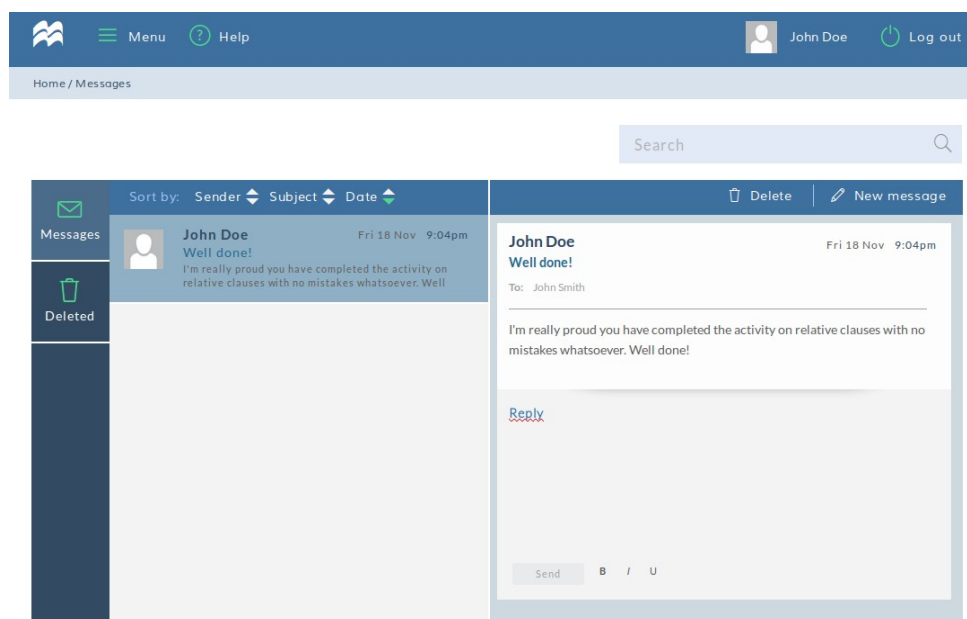 Menu Help John Doe Log out
Home / Messages
Search
Messages
Deleted
Sort by: Sender Subject Date
John Doe Fri 18 Nov 9:04pm
Well done!
I'm really proud you have completed the activity on
relative clauses with no mistakes whatsoever. Well
Delete New message
John Doe Fri 18 Nov 9:04pm
Well done!
To: John Smith
I'm really proud you have completed the activity on relative clauses with no
mistakes whatsoever. Well done!
Reply
Send B I U